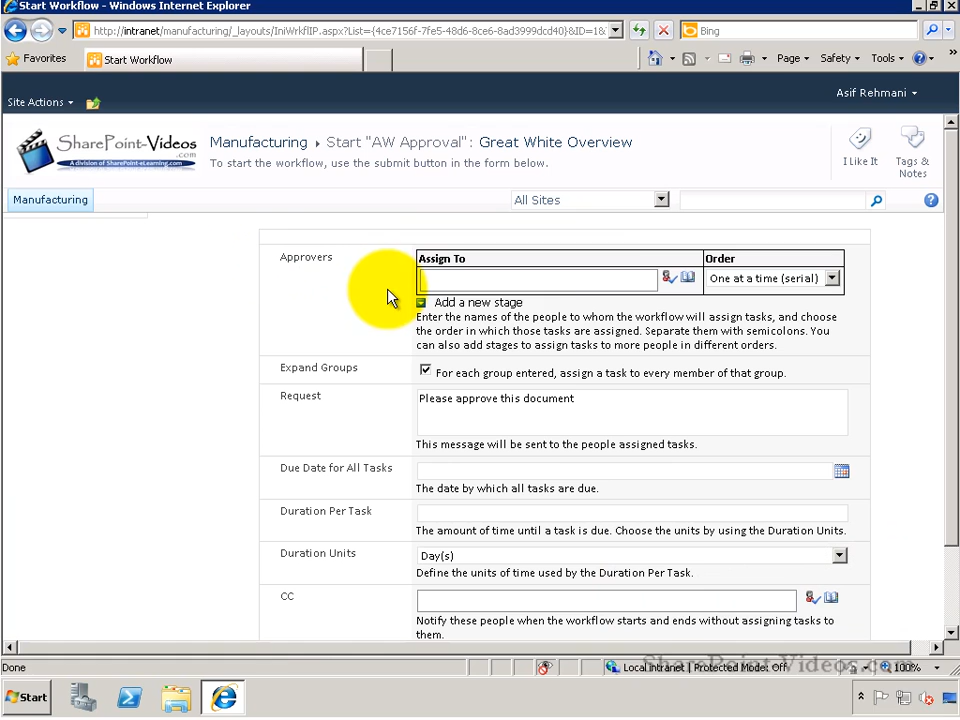 Start Workflow - Windows Internet Explorer
http://intranet/manufacturing/_layouts/IniWrkflIP.aspx?List={4ce7156f-7fe5-48d6-8ce6-8ad3999dcd40}&ID=1&
Bing
Favorites
Start Workflow
Page
Safety
Tools
Site Actions
Asif Rehmani
SharePoint-Videos
.com
A division of SharePoint-eLearning.com
Manufacturing
Start "AW Approval": Great White Overview
To start the workflow, use the submit button in the form below.
I Like It
Tags & Notes
Manufacturing
All Sites
Approvers
Assign To
Order
One at a time (serial)
Add a new stage
Enter the names of the people to whom the workflow will assign tasks, and choose
the order in which those tasks are assigned. Separate them with semicolons. You
can also add stages to assign tasks to more people in different orders.
Expand Groups
For each group entered, assign a task to every member of that group.
Request
Please approve this document
This message will be sent to the people assigned tasks.
Due Date for All Tasks
The date by which all tasks are due.
Duration Per Task
The amount of time until a task is due. Choose the units by using the Duration Units.
Duration Units
Day(s)
Define the units of time used by the Duration Per Task.
CC
Notify these people when the workflow starts and ends without assigning tasks to
them.
Done
Local intranet | Protected Mode: Off
100%
SharePoint-Videos.com
Start